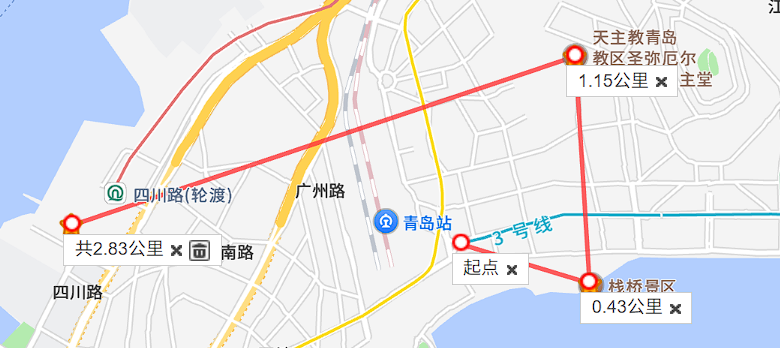 江
天主教青岛
教区圣弥厄尔
1.15公里
主堂
四川路(轮渡)
广州路
青岛站
3号线
共2.83公里
南路
起点
四川路
栈桥景区
0.43公里